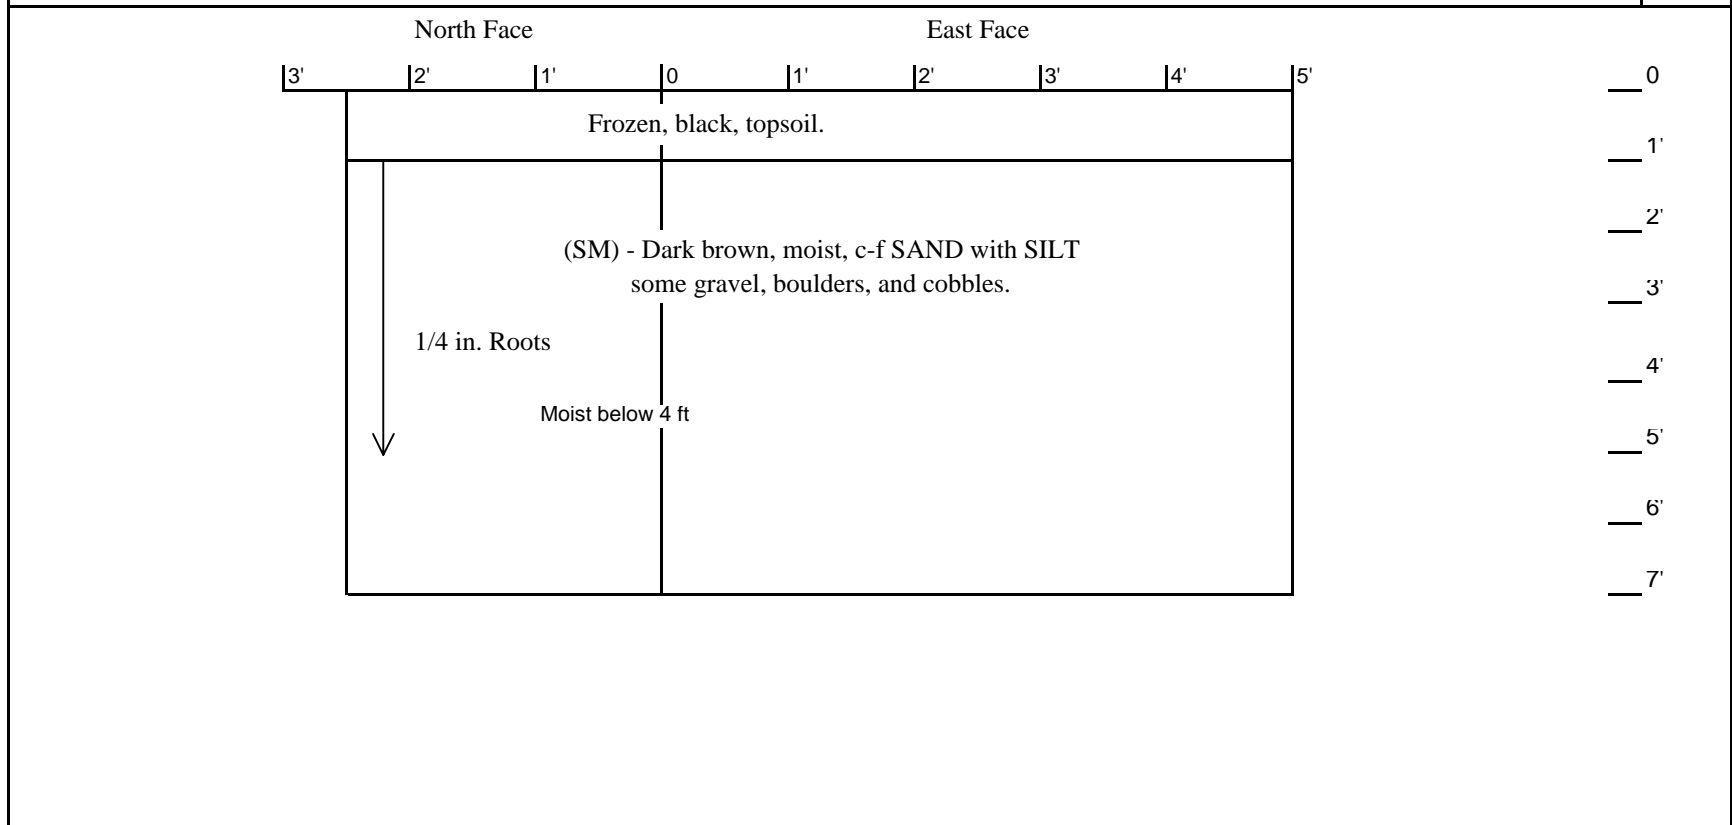 North Face East Face
3' 2' 1' 0 1' 2' 3' 4' 5' 0
Frozen, black, topsoil.
1'
2'
(SM) - Dark brown, moist, c-f SAND with SILT
some gravel, boulders, and cobbles.
3'
1/4 in. Roots
4'
Moist below 4 ft
5'
6'
7'